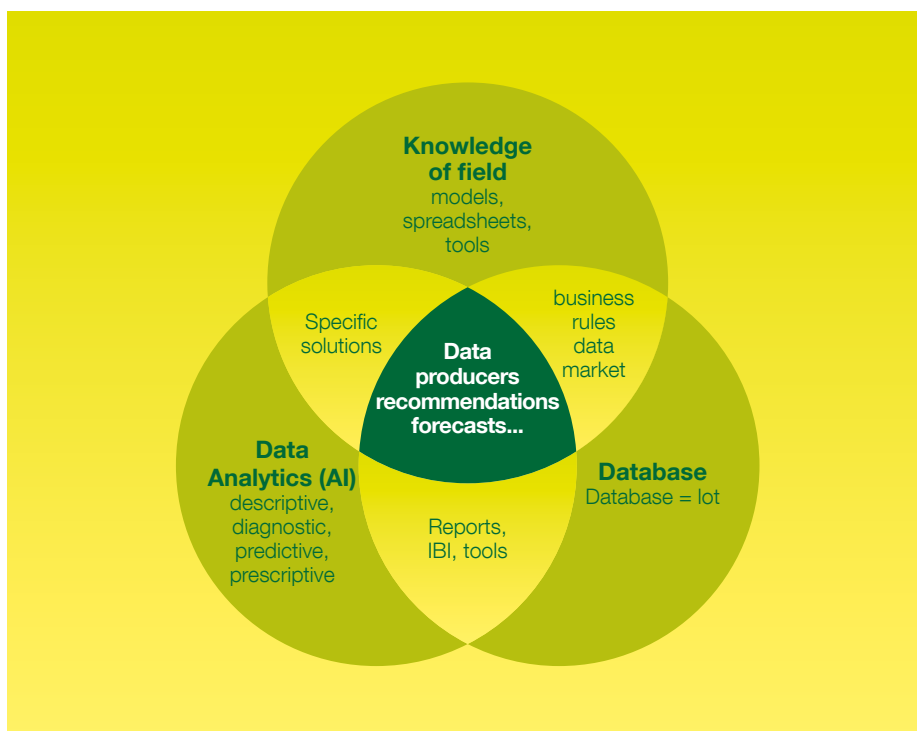 Knowledge
of field
models,
spreadsheets,
tools
Specific
solutions
business
rules
data
market
Data
producers
recommendations
forecasts...
Data
Analytics (AI)
descriptive,
diagnostic,
predictive,
prescriptive
Database
Database = lot
Reports,
IBI, tools